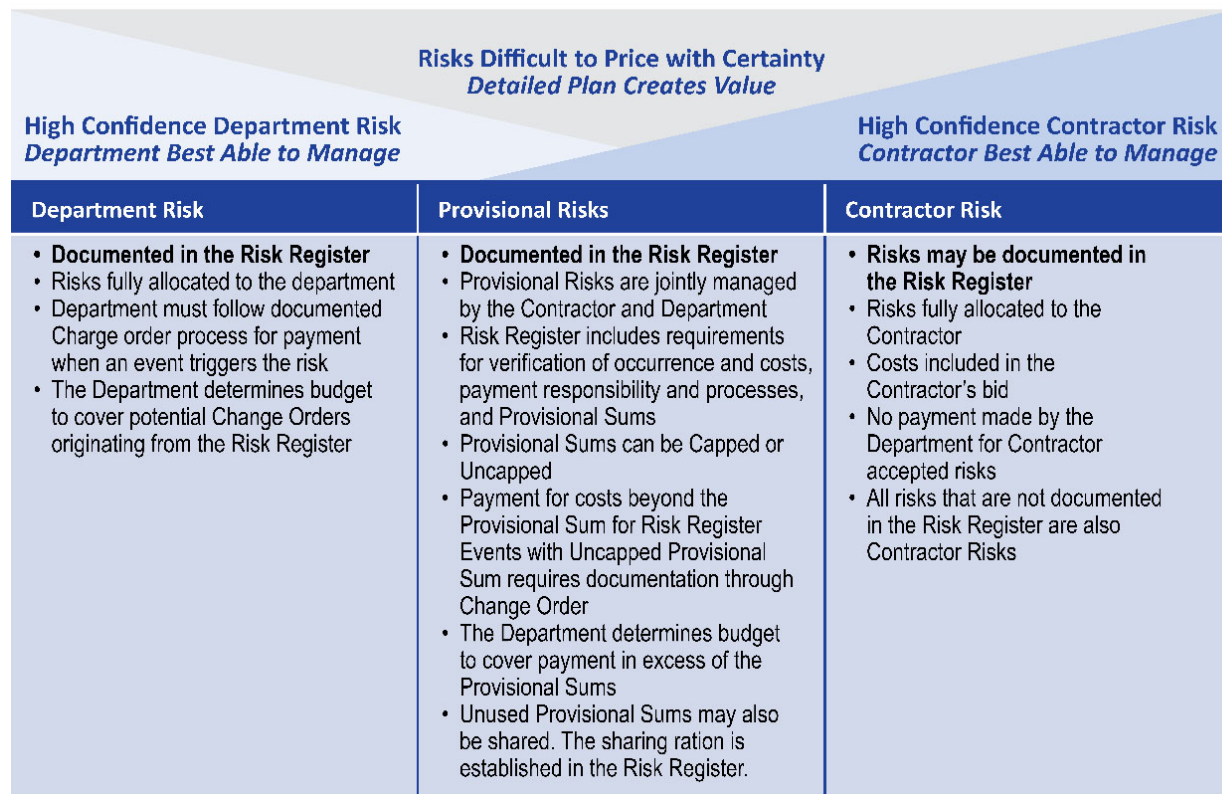 Risks Difficult to Price with Certainty
Detailed Plan Creates Value
High Confidence Department Risk
Department Best Able to Manage
High Confidence Contractor Risk
Contractor Best Able to Manage
Department Risk
• Documented in the Risk Register
• Risks fully allocated to the department
• Department must follow documented
Charge order process for payment
when an event triggers the risk
• The Department determines budget
to cover potential Change Orders
originating from the Risk Register
Provisional Risks
• Documented in the Risk Register
• Provisional Risks are jointly managed
by the Contractor and Department
• Risk Register includes requirements
for verification of occurrence and costs,
payment responsibility and processes,
and Provisional Sums
• Provisional Sums can be Capped or
Uncapped
• Payment for costs beyond the
Provisional Sum for Risk Register
Events with Uncapped Provisional
Sum requires documentation through
Change Order
• The Department determines budget
to cover payment in excess of the
Provisional Sums
• Unused Provisional Sums may also
be shared. The sharing ration is
established in the Risk Register.
Contractor Risk
• Risks may be documented in
the Risk Register
• Risks fully allocated to the
Contractor
• Costs included in the
Contractor's bid
• No payment made by the
Department for Contractor
accepted risks
• All risks that are not documented
in the Risk Register are also
Contractor Risks